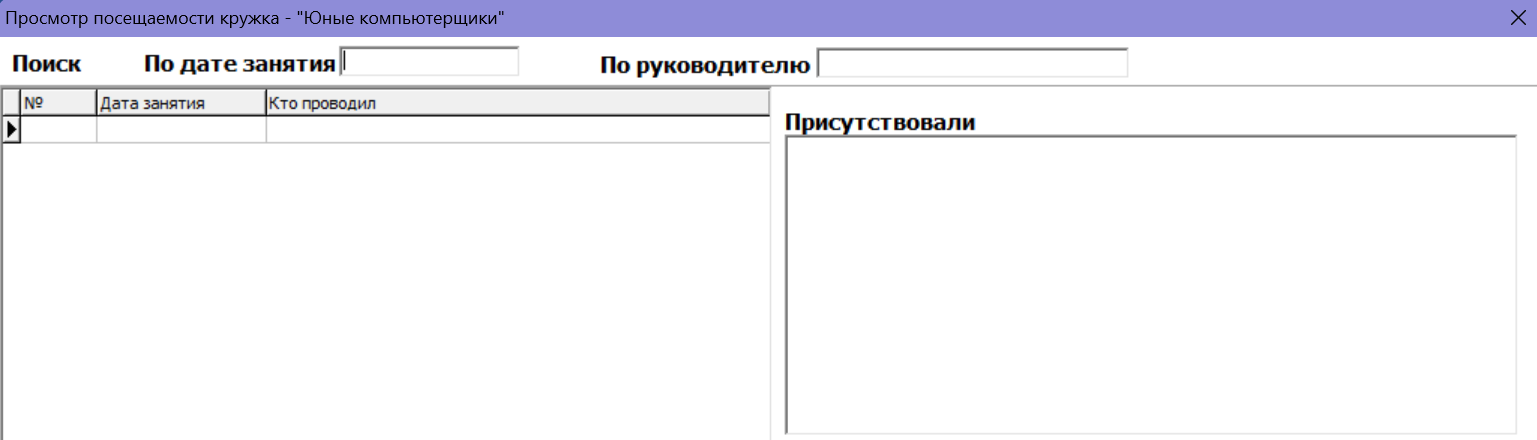 Просмотр посещаемости кружка - "Юные компьютерщики"
Поиск По дате занятия По руководителю
№ Дата занятия Кто проводил
Присутствовали